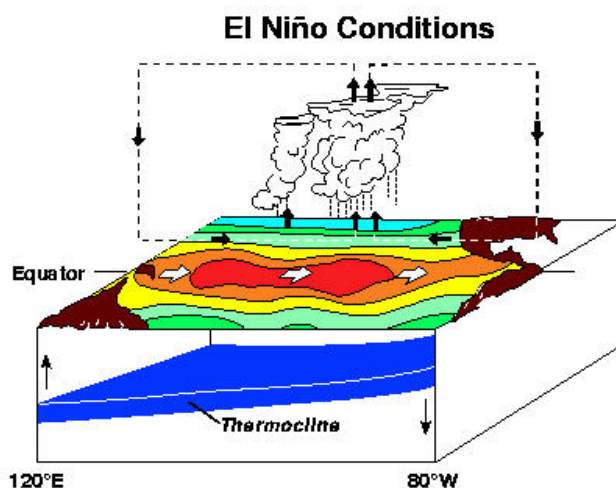 El Niño Conditions
Equator
Thermocline
120°E
80°W